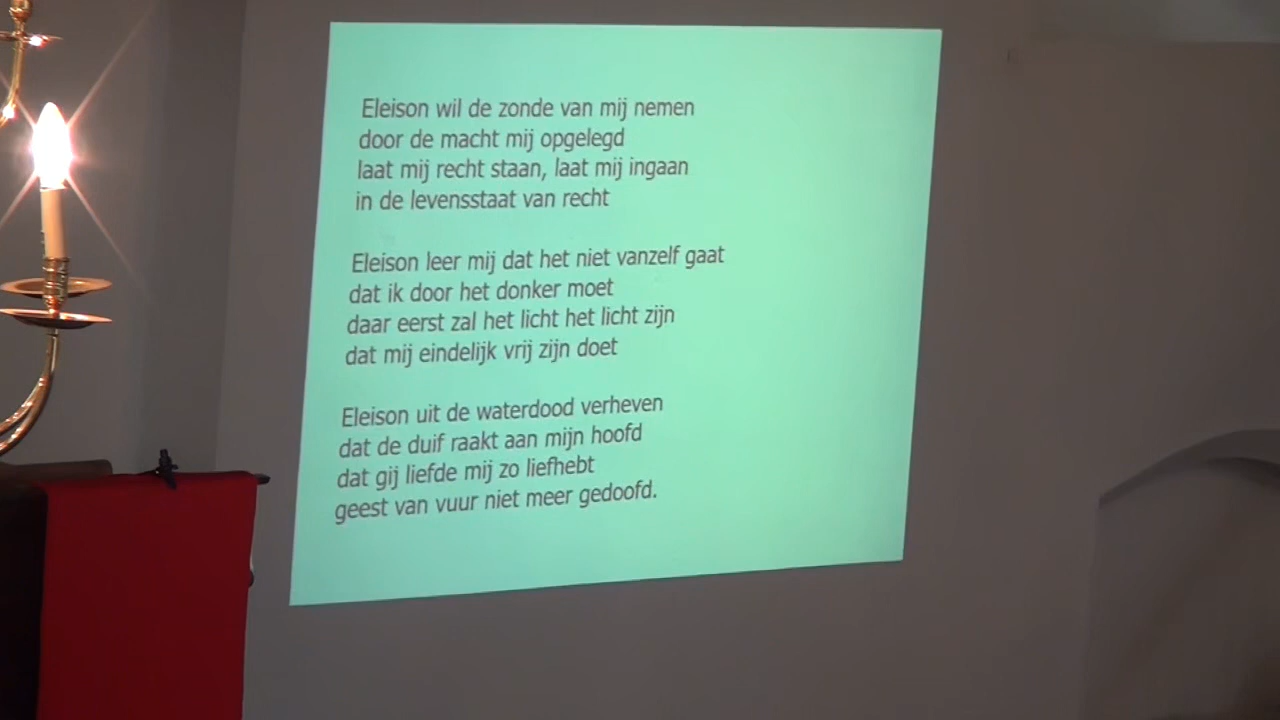 Eleison wil de zonde van mij nemen
door de macht mij opgelegd
laat mij recht staan, laat mij ingaan
in de levensstaat van recht
Eleison leer mij dat het niet vanzelf gaat
dat ik door het donker moet
daar eerst zal het licht het licht zijn
dat mij eindelijk vrij zijn doet
Eleison uit de waterdood verheven
dat de duif raakt aan mijn hoofd
dat gij liefde mij zo liefhebt
geest van vuur niet meer gedoofd.